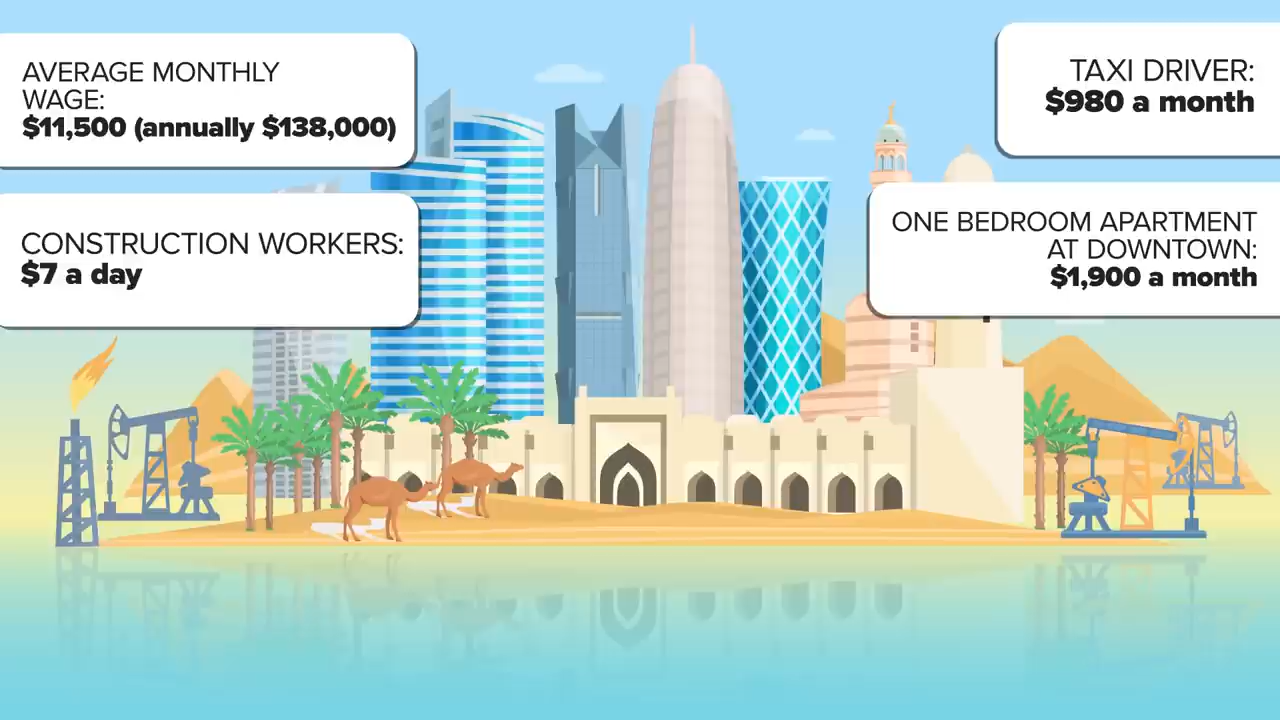 AVERAGE MONTHLY
WAGE:
$11,500 (annually $138,000)
CONSTRUCTION WORKERS:
$7 a day
TAXI DRIVER:
$980 a month
ONE BEDROOM APARTMENT
AT DOWNTOWN:
$1,900 a month